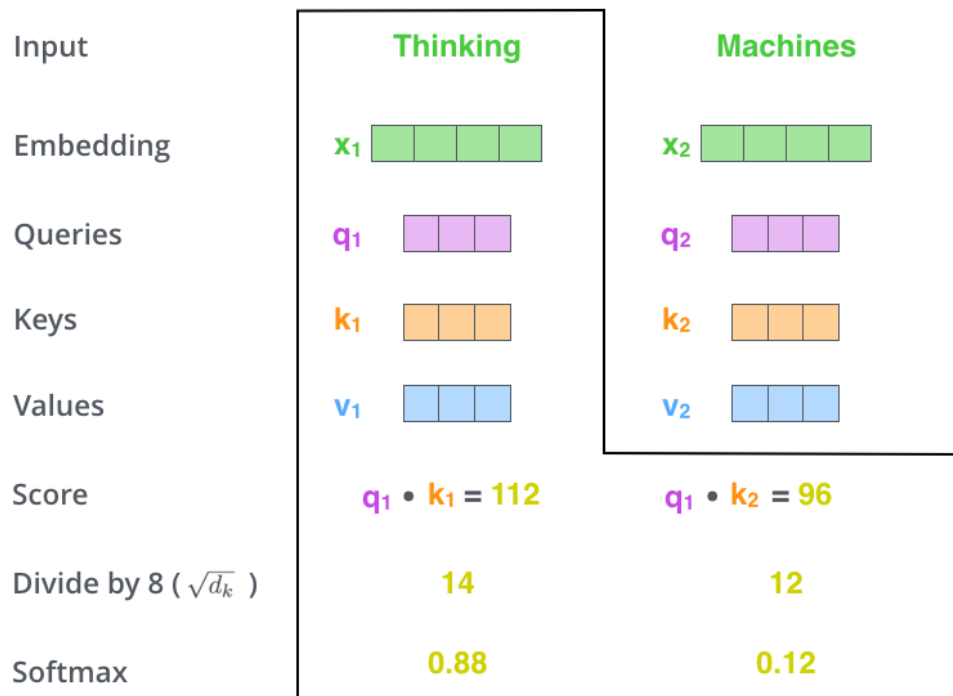 Input Thinking Machines
Embedding x₁ x₂
Queries q₁ q₂
Keys k₁ k₂
Values v₁ v₂
Score q₁ • k₁ = 112 q₁ • k₂ = 96
Divide by 8 ( √dₖ ) 14 12
Softmax 0.88 0.12